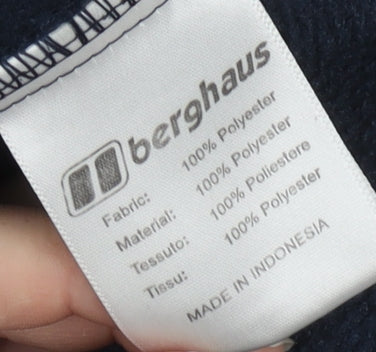 berghaus
Fabric: 100% Polyester
Material: 100% Polyester
Tessuto: 100% Poliestere
Tissu: 100% Polyester
MADE IN INDONESIA